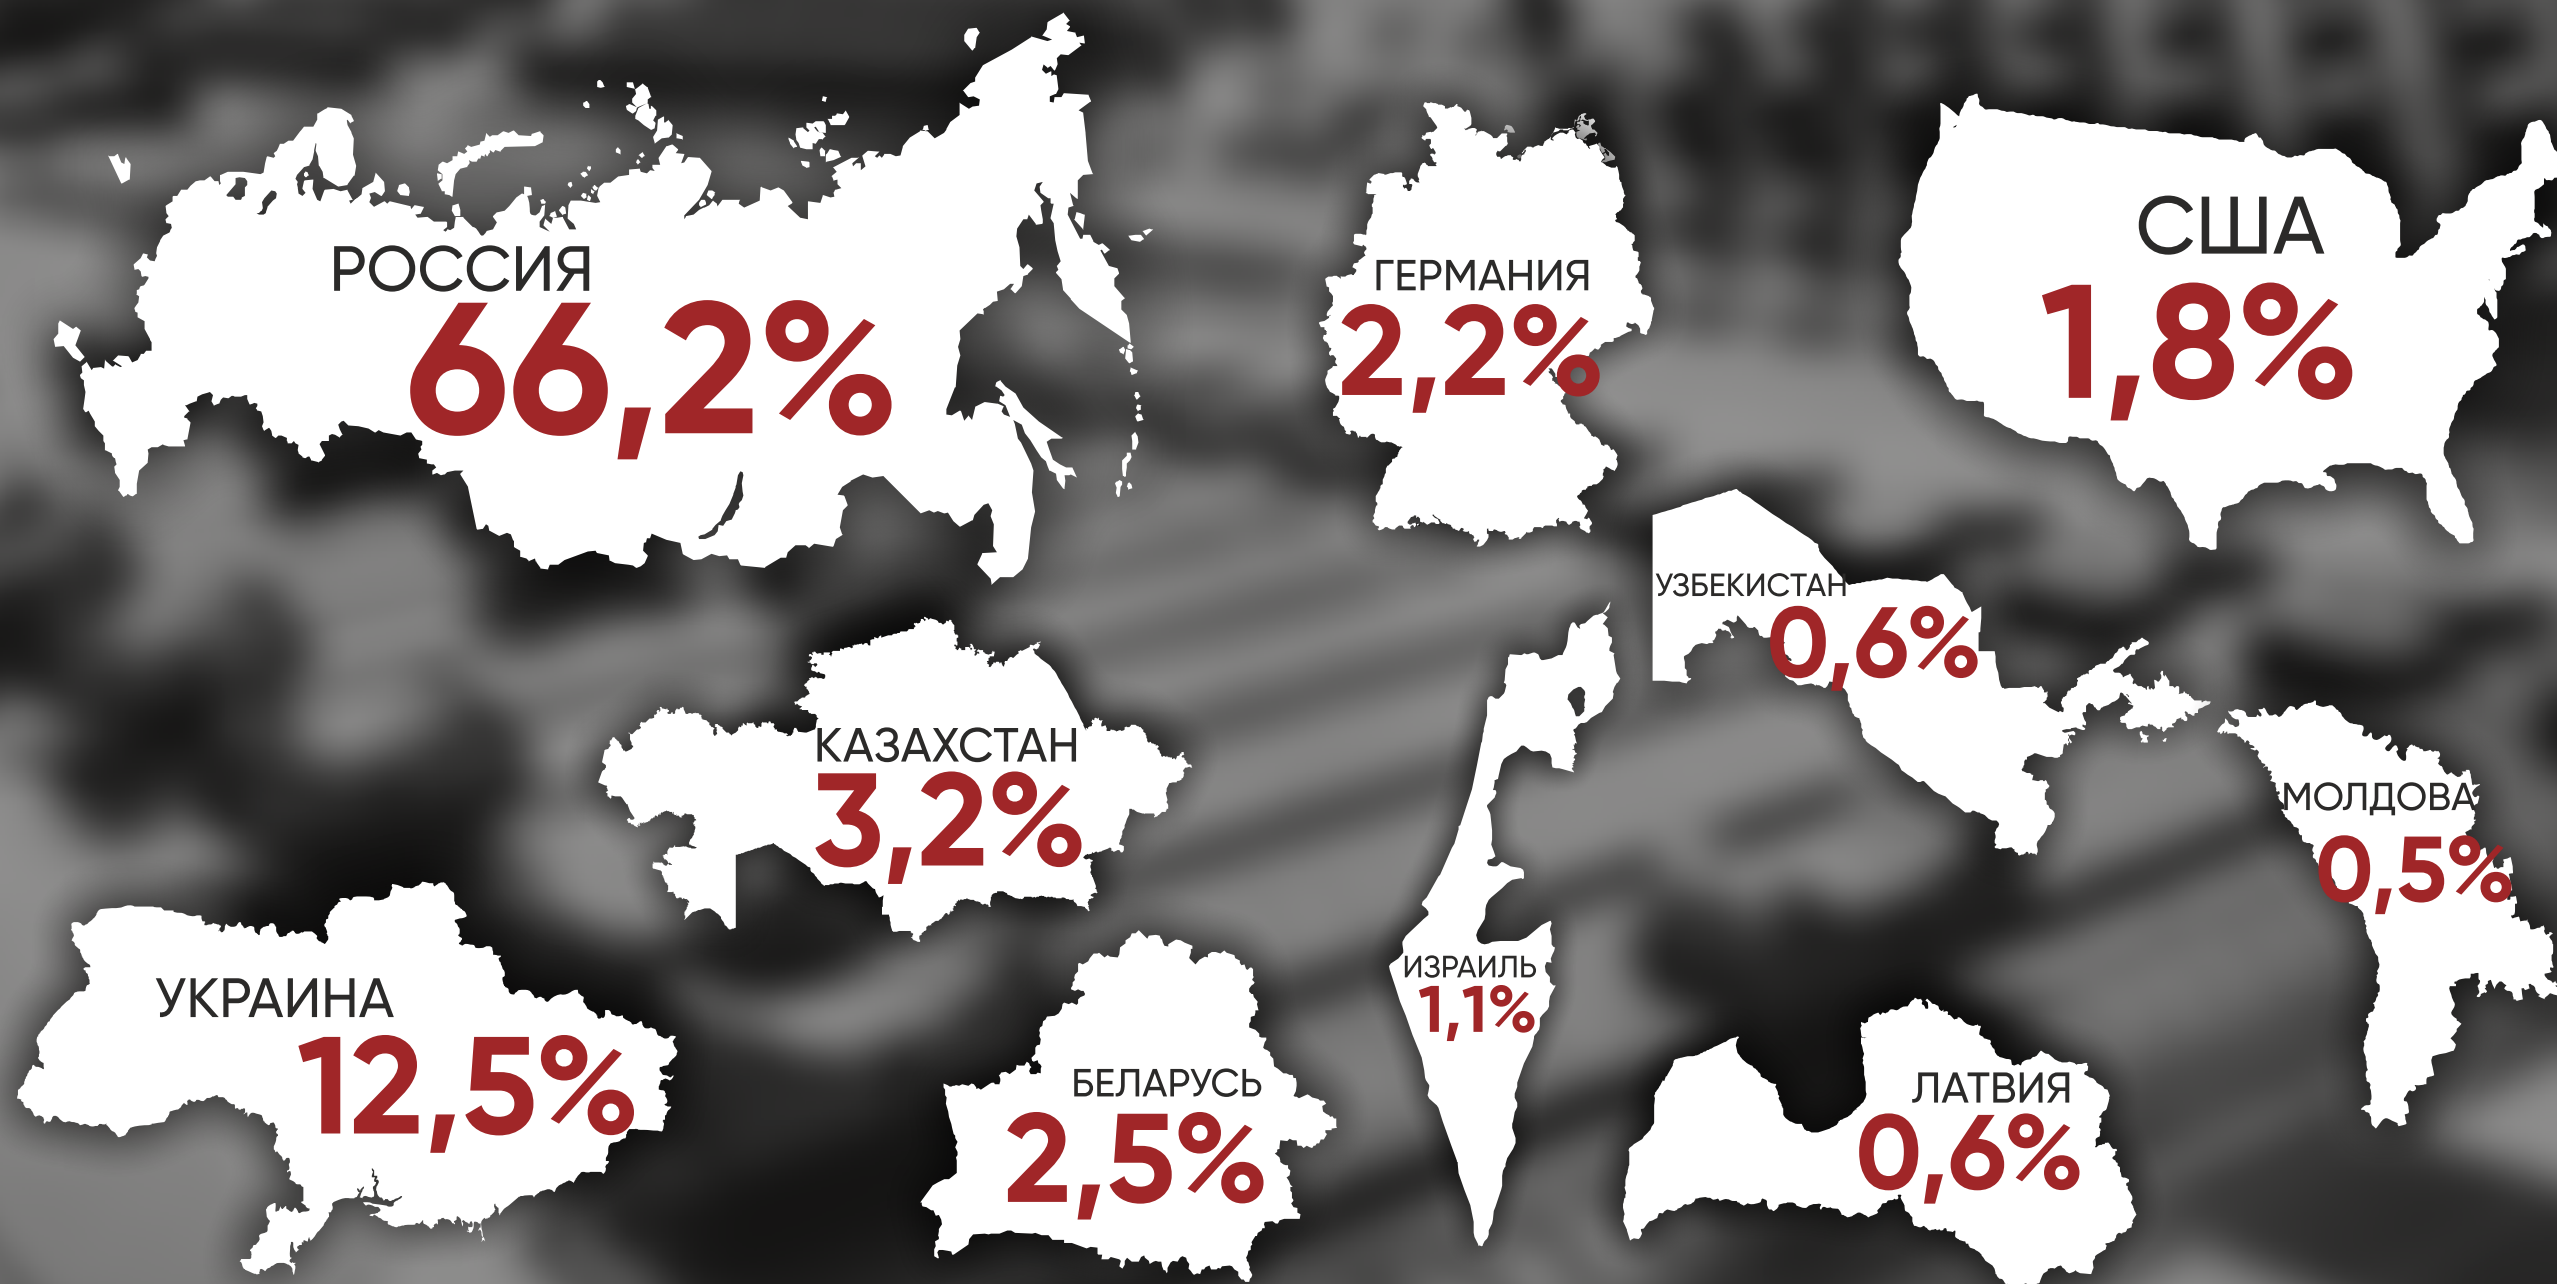 РОССИЯ
66,2%
ГЕРМАНИЯ
2,2%
США
1,8%
УЗБЕКИСТАН
0,6%
КАЗАХСТАН
3,2%
МОЛДОВА
0,5%
УКРАИНА
12,5%
ИЗРАИЛЬ
1,1%
БЕЛАРУСЬ
2,5%
ЛАТВИЯ
0,6%